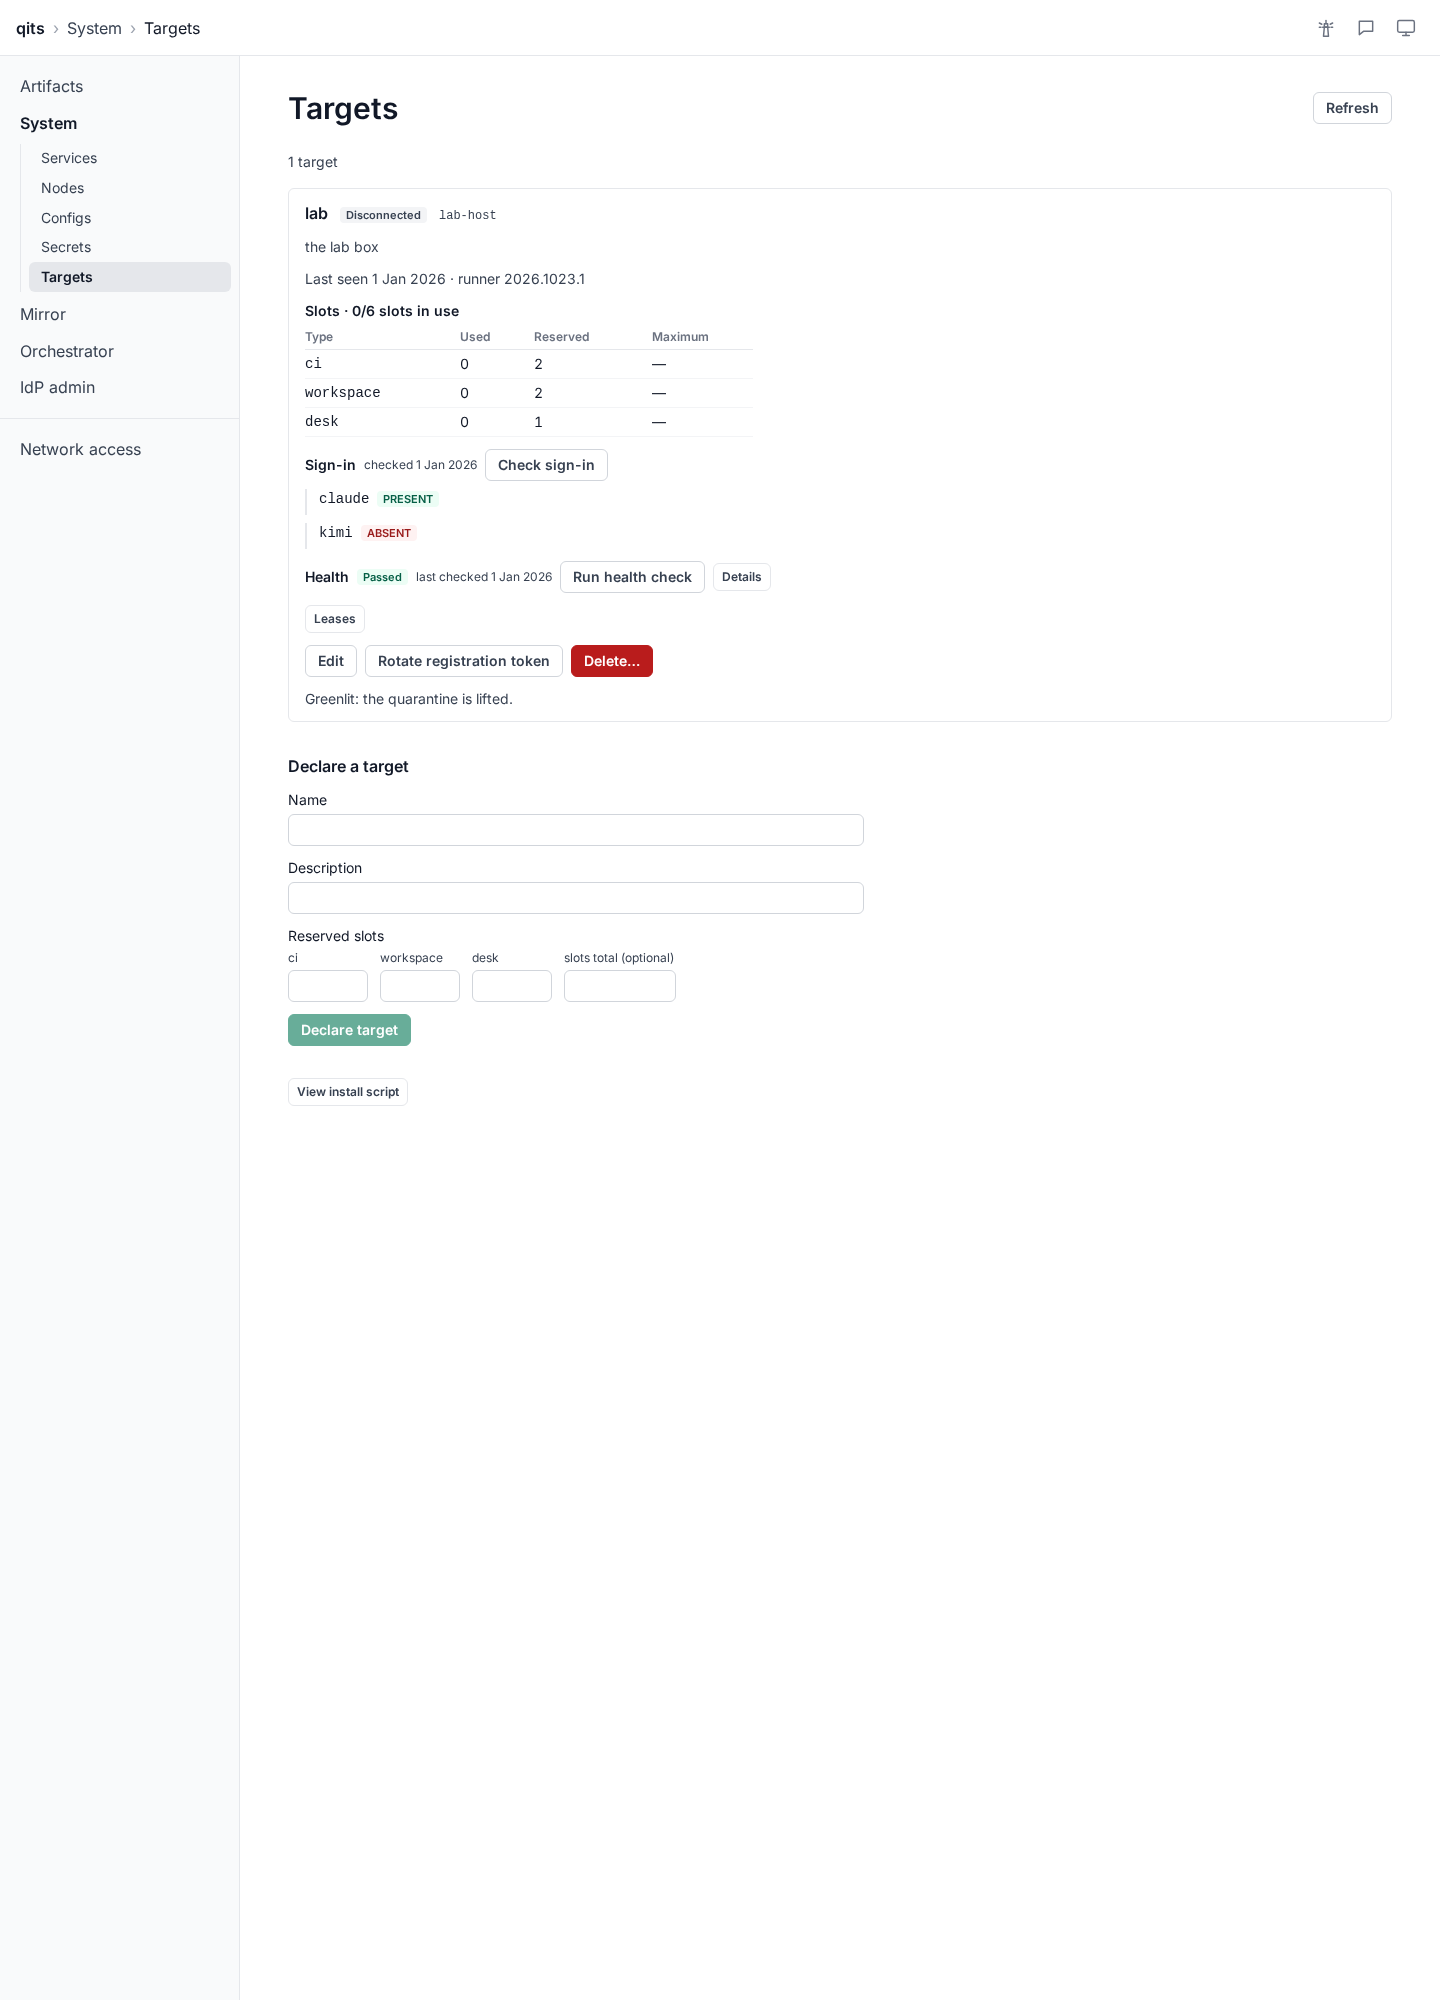 qits › System › Targets
Artifacts
System
Services
Nodes
Configs
Secrets
Targets
Mirror
Orchestrator
IdP admin
Network access
Targets
Refresh
1 target
lab Disconnected lab-host
the lab box
Last seen 1 Jan 2026 · runner 2026.1023.1
Slots · 0/6 slots in use
Type Used Reserved Maximum
ci 0 2 —
workspace 0 2 —
desk 0 1 —
Sign-in checked 1 Jan 2026 Check sign-in
claude PRESENT
kimi ABSENT
Health Passed last checked 1 Jan 2026 Run health check Details
Leases
Edit Rotate registration token Delete...
Greenlit: the quarantine is lifted.
Declare a target
Name
Description
Reserved slots
ci workspace desk slots total (optional)
Declare target
View install script